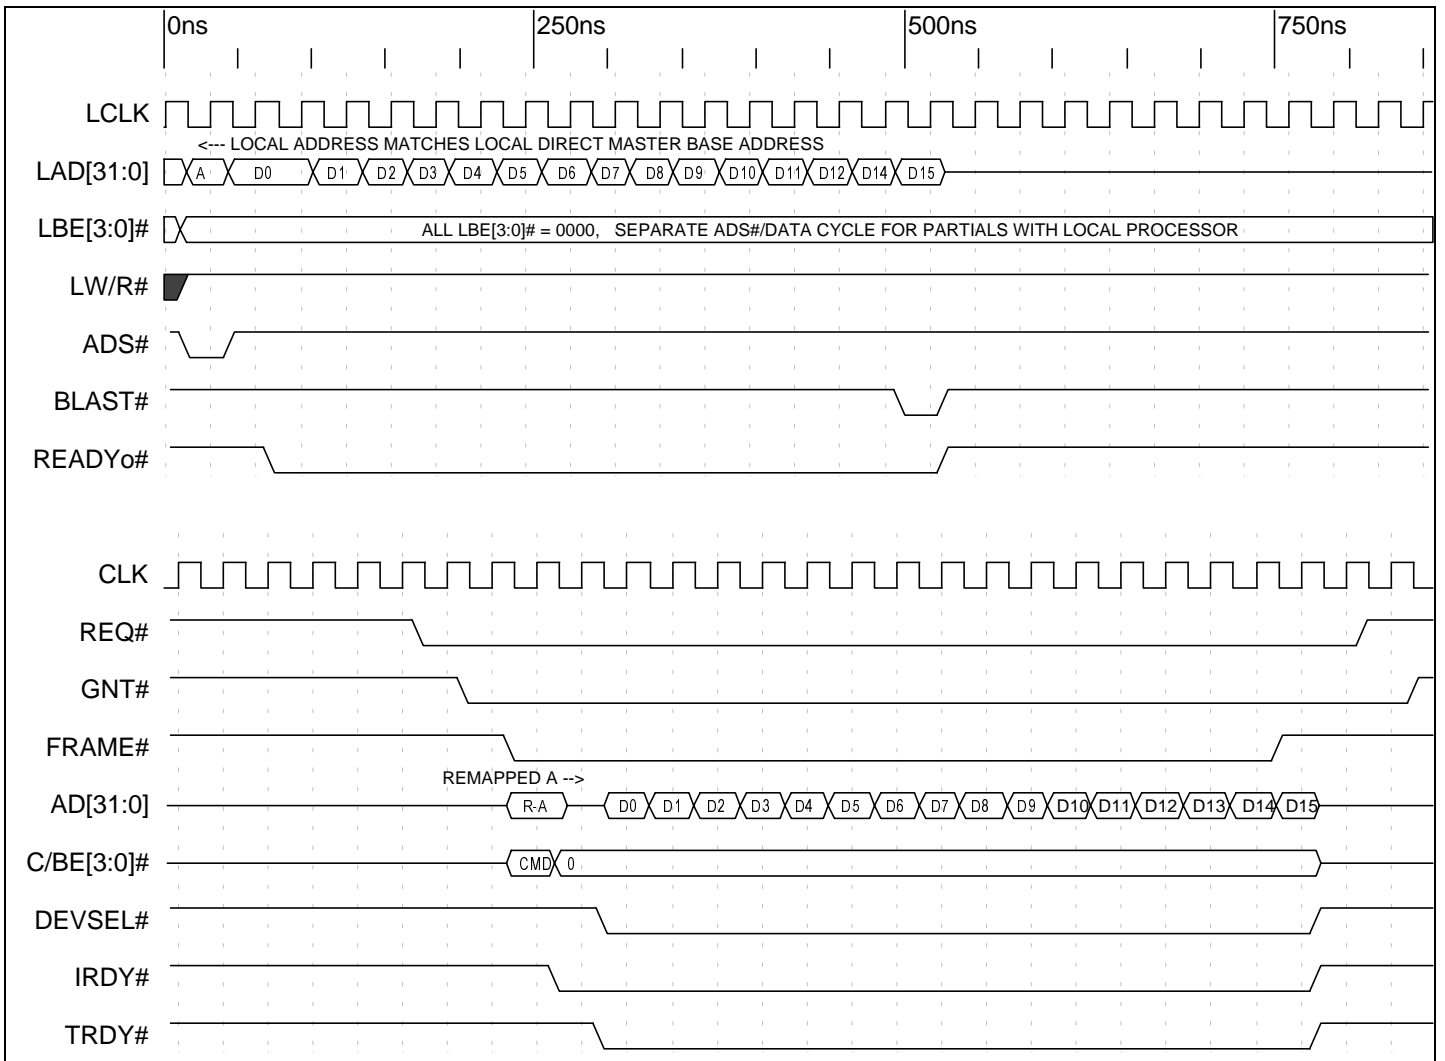 0ns 250ns 500ns 750ns
LCLK
<--- LOCAL ADDRESS MATCHES LOCAL DIRECT MASTER BASE ADDRESS
LAD[31:0] A D0 D1 D2 D3 D4 D5 D6 D7 D8 D9 D10 D11 D12 D14 D15
LBE[3:0]# ALL LBE[3:0]# = 0000, SEPARATE ADS#/DATA CYCLE FOR PARTIALS WITH LOCAL PROCESSOR
LW/R#
ADS#
BLAST#
READYo#
CLK
REQ#
GNT#
FRAME#
REMAPPED A -->
AD[31:0] R-A D0 D1 D2 D3 D4 D5 D6 D7 D8 D9 D10 D11 D12 D13 D14 D15
C/BE[3:0]# CMD 0
DEVSEL#
IRDY#
TRDY#